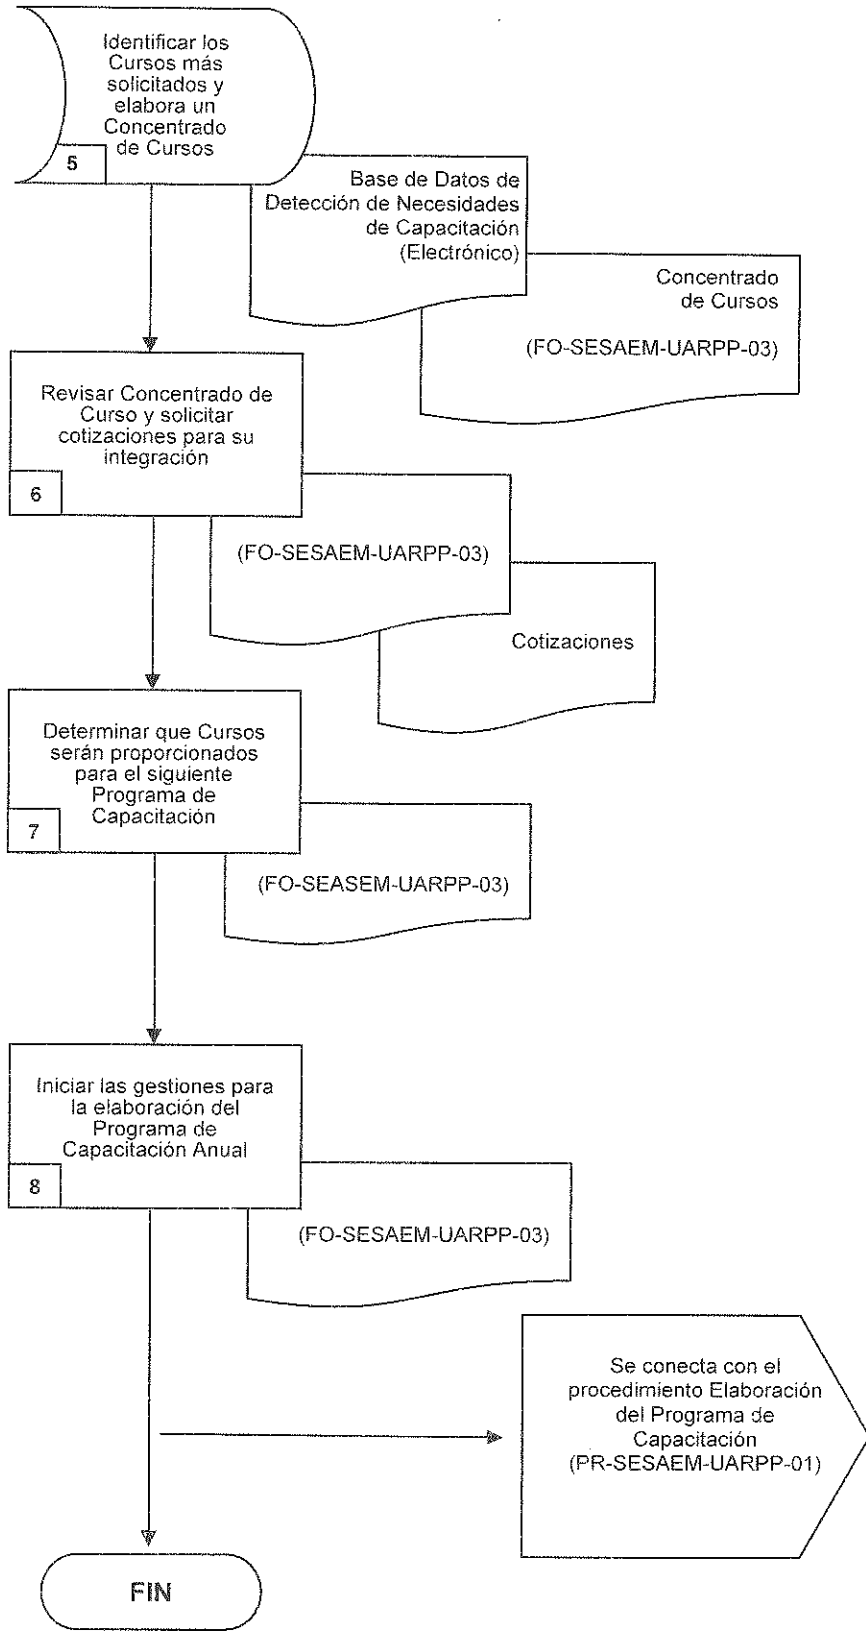 Identificar los
Cursos más
solicitados y
elabora un
Concentrado
de Cursos
5
Base de Datos de
Detección de Necesidades
de Capacitación
(Electrónico)
Concentrado
de Cursos
(FO-SESAEM-UARPP-03)
Revisar Concentrado de
Curso y solicitar
cotizaciones para su
integración
6
(FO-SESAEM-UARPP-03)
Cotizaciones
Determinar que Cursos
serán proporcionados
para el siguiente
Programa de
Capacitación
7
(FO-SEASEM-UARPP-03)
Iniciar las gestiones para
la elaboración del
Programa de
Capacitación Anual
8
(FO-SESAEM-UARPP-03)
Se conecta con el
procedimiento Elaboración
del Programa de
Capacitación
(PR-SESAEM-UARPP-01)
FIN